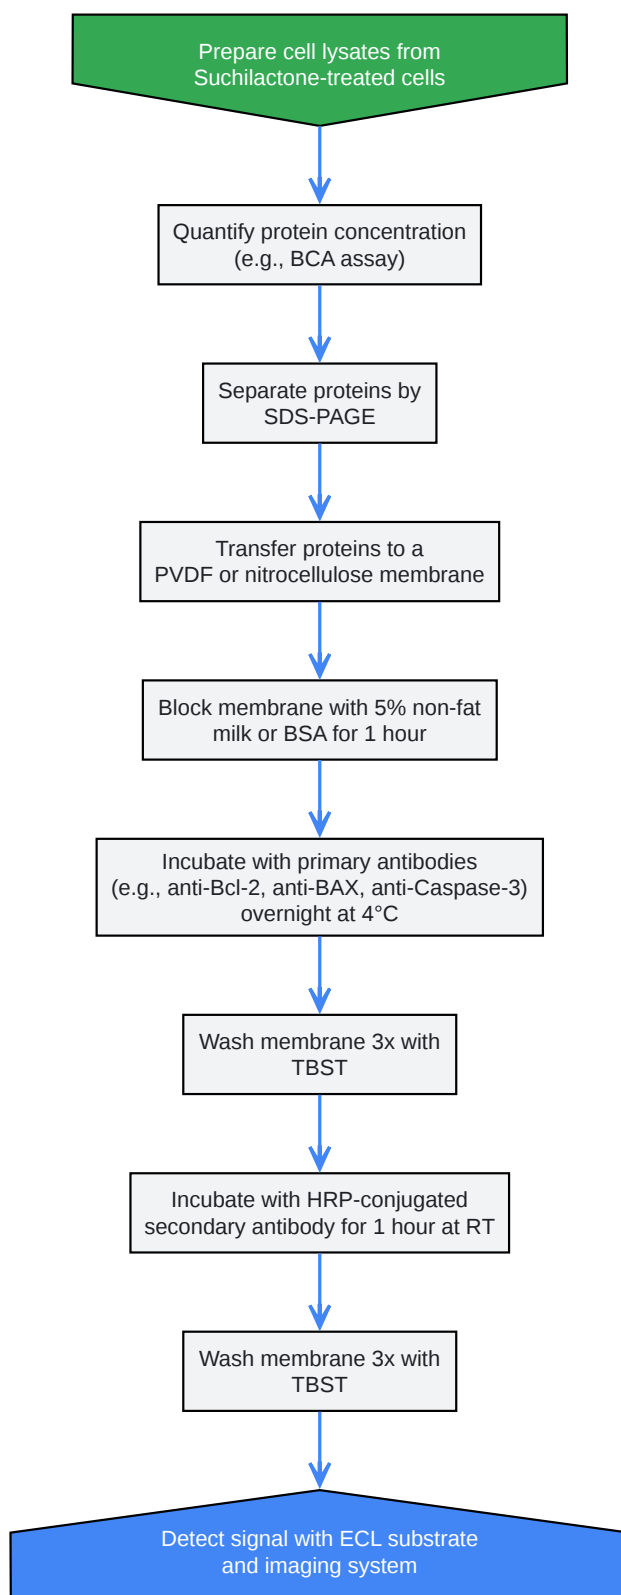 Prepare cell lysates from
Suchilactone-treated cells
Quantify protein concentration
(e.g., BCA assay)
Separate proteins by
SDS-PAGE
Transfer proteins to a
PVDF or nitrocellulose membrane
Block membrane with 5% non-fat
milk or BSA for 1 hour
Incubate with primary antibodies
(e.g., anti-Bcl-2, anti-BAX, anti-Caspase-3)
overnight at 4°C
Wash membrane 3x with
TBST
Incubate with HRP-conjugated
secondary antibody for 1 hour at RT
Wash membrane 3x with
TBST
Detect signal with ECL substrate
and imaging system